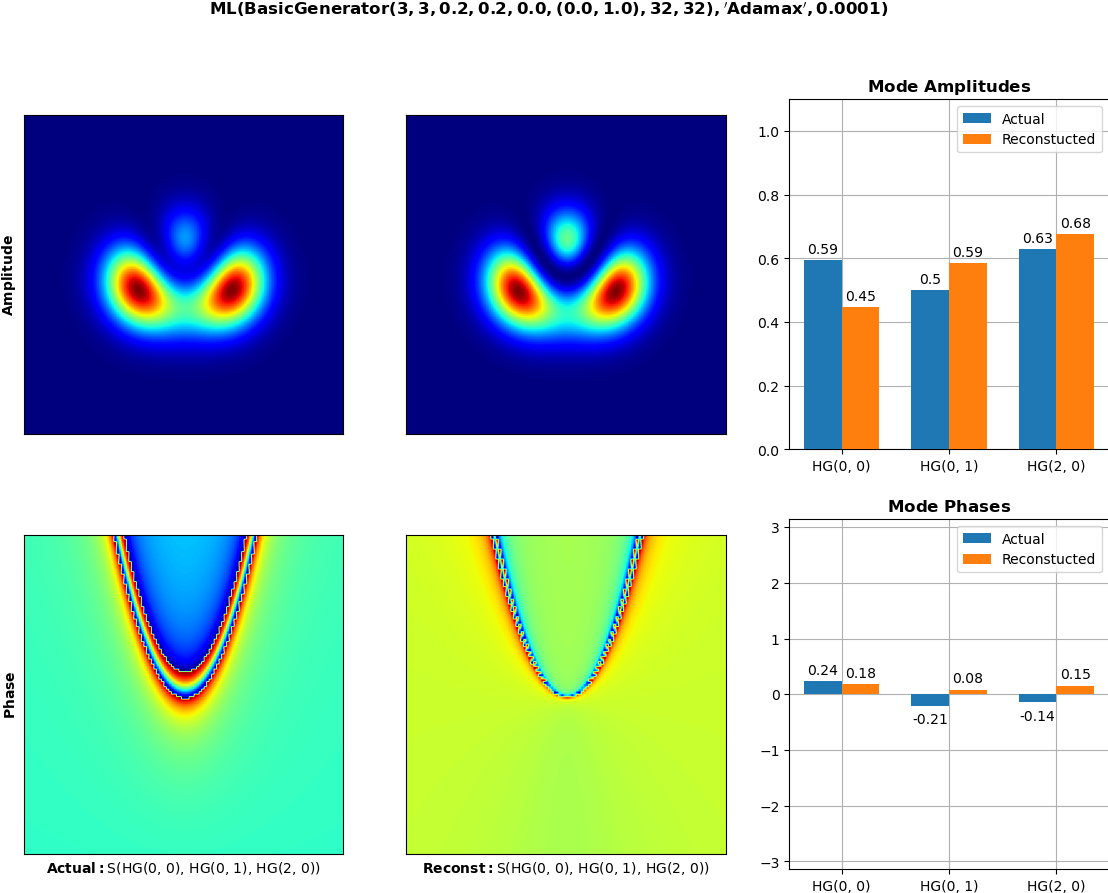 ML(BasicGenerator(3, 3, 0.2, 0.2, 0.0, (0.0, 1.0), 32, 32), ′Adamax′, 0.0001)
Mode Amplitudes
Amplitude
1.0
0.8
0.6
0.4
0.2
0.0
Actual
Reconstucted
0.59
0.45
0.5
0.59
0.63
0.68
HG(0, 0)
HG(0, 1)
HG(2, 0)
Phase
Actual: S(HG(0, 0), HG(0, 1), HG(2, 0))
Reconst: S(HG(0, 0), HG(0, 1), HG(2, 0))
Mode Phases
3
2
1
0
−1
−2
−3
Actual
Reconstucted
0.24
0.18
-0.21
0.08
-0.14
0.15
HG(0, 0)
HG(0, 1)
HG(2, 0)